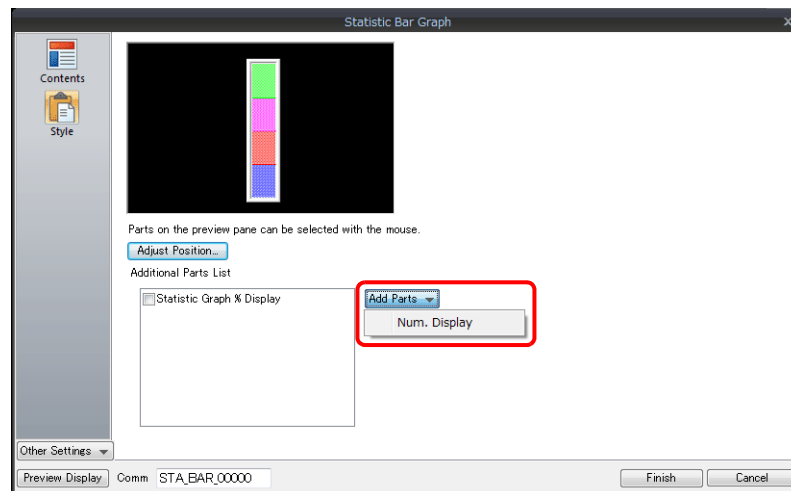 Statistic Bar Graph
x
Contents
Style
Parts on the preview pane can be selected with the mouse.
Adjust Position...
Additional Parts List
Statistic Graph % Display
Add Parts
Num. Display
Other Settings
Preview Display Comm STA_BAR_00000 Finish Cancel